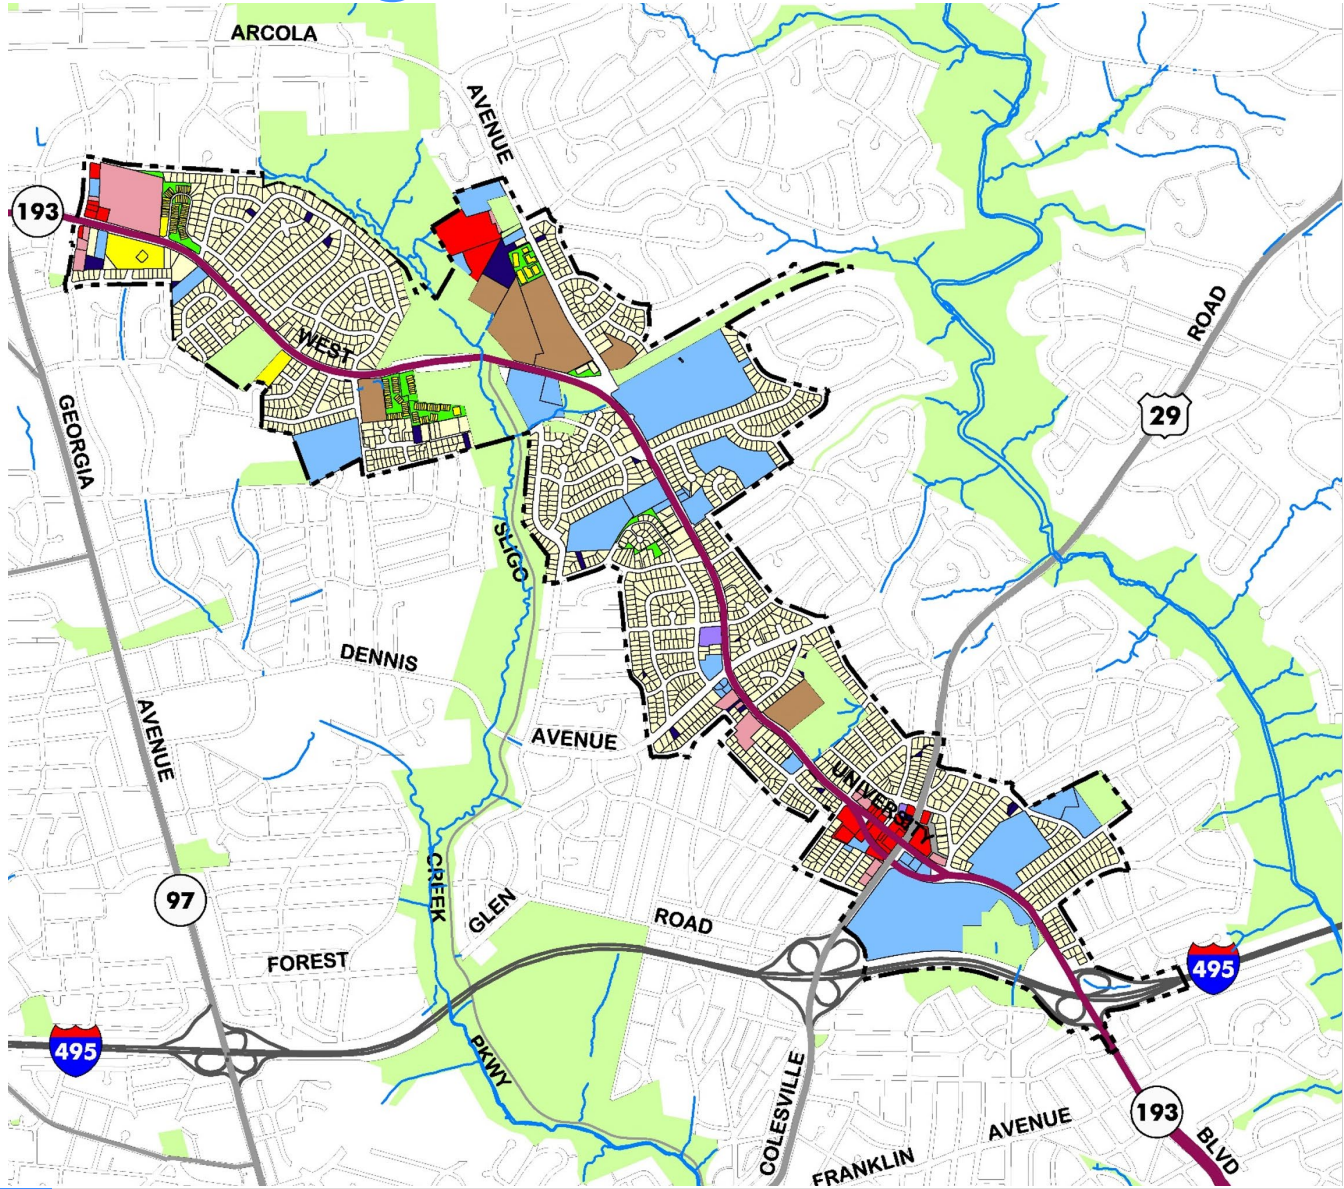 ARCOLA
AVENUE
193
WEST
29
ROAD
GEORGIA
SLIGO
DENNIS
AVENUE
AVENUE
UNIVERSITY
CREEK
97
GLEN
ROAD
FOREST
495
495
PKWY
COLESVILLE
193
AVENUE
BLVD
FRANKLIN